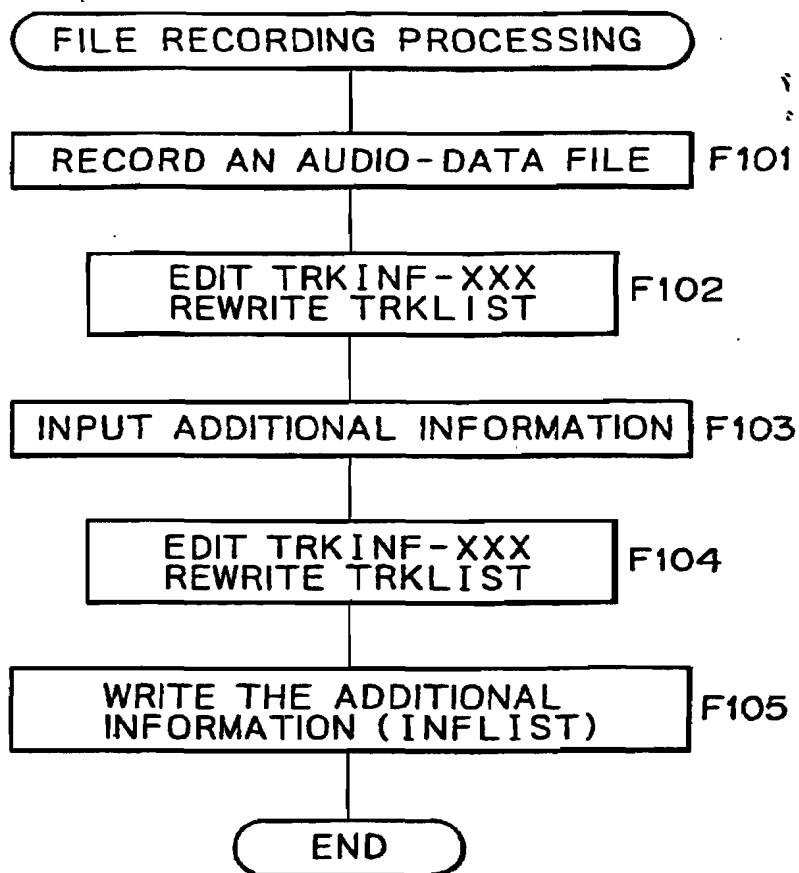 FILE RECORDING PROCESSING
RECORD AN AUDIO-DATA FILE F101
EDIT TRKINF-XXX
REWRITE TRKLIST
F102
INPUT ADDITIONAL INFORMATION F103
EDIT TRKINF-XXX
REWRITE TRKLIST
F104
WRITE THE ADDITIONAL
INFORMATION (INFLIST)
F105
END